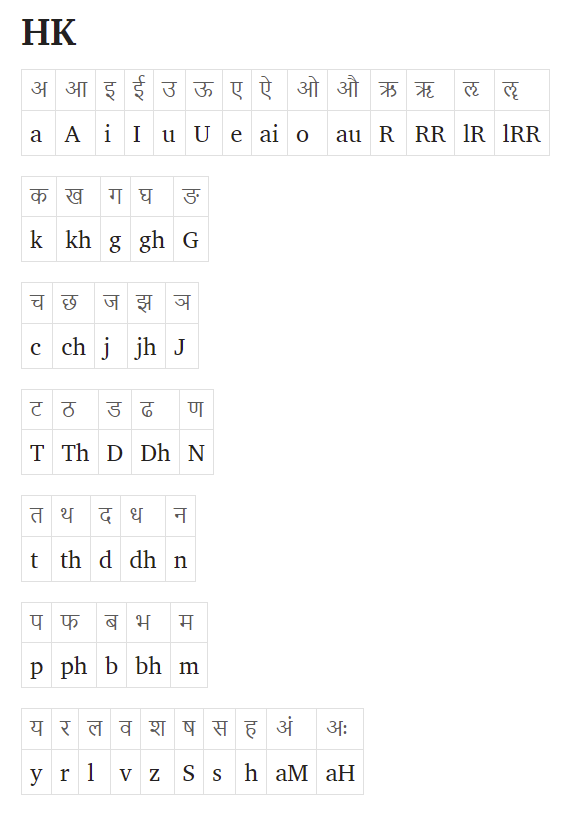 HK
अ आ इ ई उ ऊ ए ऐ ओ औ ऋ ॠ ऌ ॡ
a A i I u U e ai o au R RR lR lRR
क ख ग घ ङ
k kh g gh G
च छ ज झ ञ
c ch j jh J
ट ठ ड ढ ण
T Th D Dh N
त थ द ध न
t th d dh n
प फ ब भ म
p ph b bh m
य र ल व श ष स ह अं अः
y r l v z S s h aM aH